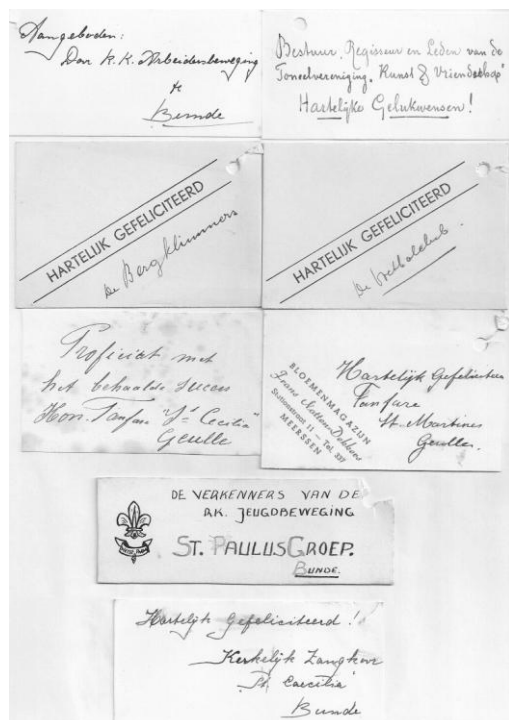 Aangeboden:
Door R.K. Arbeidersbeweging
te
Bunde
Bestuur, Regisseur en Leden van de
Toneelvereniging "Kunst & Vriendschap"
Hartelijke Gelukwensen!
HARTELIJK GEFELICITEERD
De Bergklimmers
HARTELIJK GEFELICITEERD
De Voetbalclub.
Proficiat met
het behaalde succes
Kon. Fanfare "St Cecilia"
Geulle
BLOEMENMAGAZIJN
Frans
Stationstraat 11 - Tel. 337
MEERSSEN
Hartelijk Gefeliciteerd
Fanfare
St. Martinus
Geulle.
DE VERKENNERS VAN DE
R.K. JEUGDBEWEGING
ST. PAULUSGROEP.
BUNDE.
Hartelijk Gefeliciteerd!
Kerkelijk Zangkoor
"St. Caecilia"
Bunde